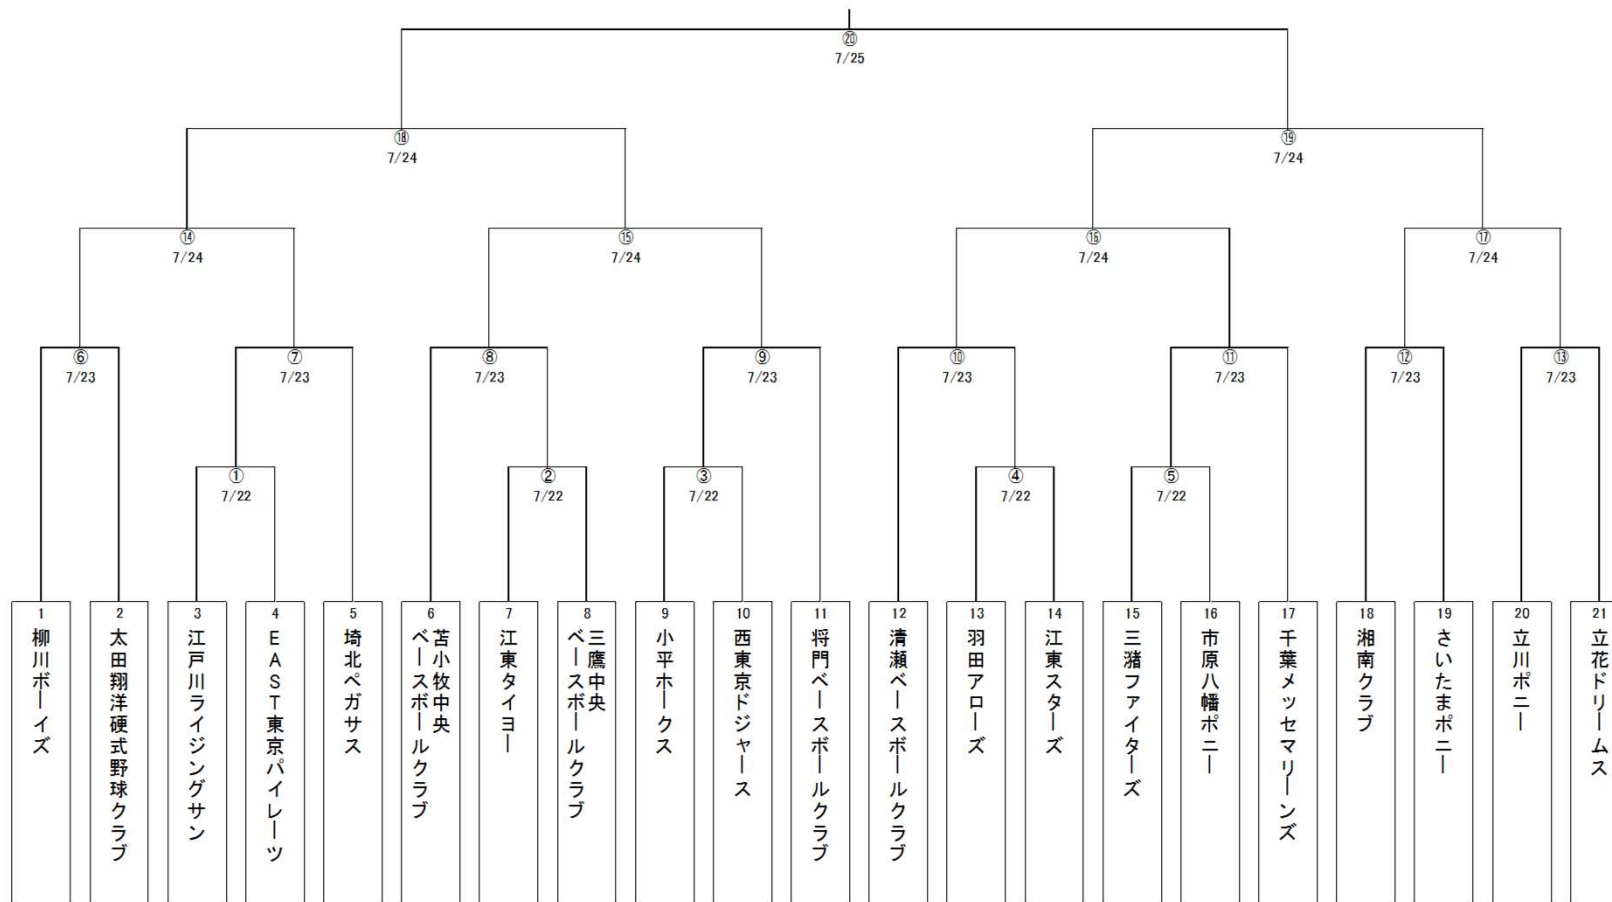 ⑳
7/25
⑱
7/24
⑲
7/24
⑭
7/24
⑮
7/24
⑯
7/24
⑰
7/24
⑥
7/23
⑦
7/23
⑧
7/23
⑨
7/23
⑩
7/23
⑪
7/23
⑫
7/23
⑬
7/23
①
7/22
②
7/22
③
7/22
④
7/22
⑤
7/22
1
柳川ボーイズ
2
太田翔洋硬式野球クラブ
3
江戸川ライジングサン
4
EAST東京パイレーツ
5
埼北ペガサス
6
苫小牧中央
ベースボールクラブ
7
江東タイヨー
8
三鷹中央
ベースボールクラブ
9
小平ホークス
10
西東京ドジャース
11
将門ベースボールクラブ
12
清瀬ベースボールクラブ
13
羽田アローズ
14
江東スターズ
15
三潴ファイターズ
16
市原八幡ポニー
17
千葉メッセマリーンズ
18
湘南クラブ
19
さいたまポニー
20
立川ポニー
21
立花ドリームス